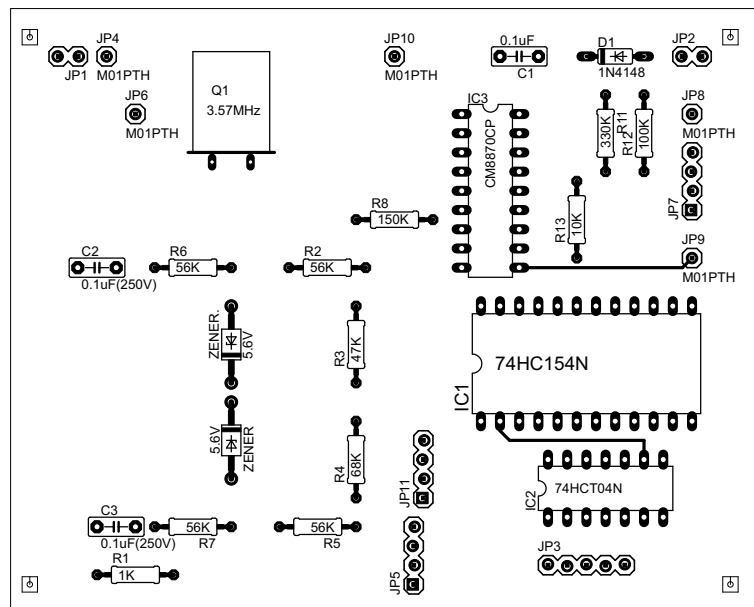 JP4
JP10
0.1uF
D1
JP2
JP1
M01PTH
M01PTH
C1
1N4148
Q1
3.57MHz
JP6
M01PTH
IC3
CM8870CP
330K
R12
R11
100K
JP8
M01PTH
JP7
R8
150K
R13
10K
JP9
M01PTH
C2
0.1uF(250V)
R6
56K
R2
56K
ZENER.
5.6V
R3
47K
IC1
74HC154N
5.6V
ZENER
R4
68K
JP11
IC2
74HCT04N
C3
0.1uF(250V)
56K
R7
56K
R5
R1
1K
JP5
JP3